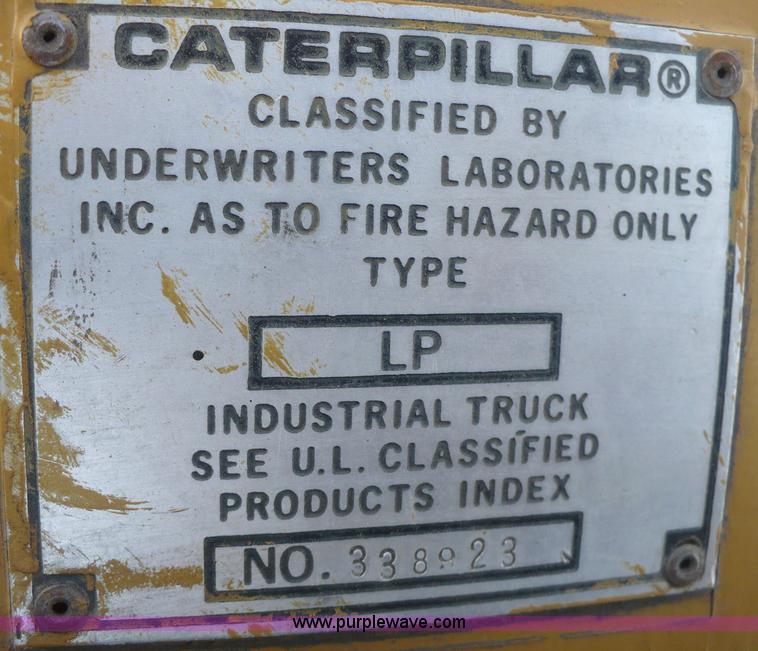 CATERPILLAR®
CLASSIFIED BY
UNDERWRITERS LABORATORIES
INC. AS TO FIRE HAZARD ONLY
TYPE
LP
INDUSTRIAL TRUCK
SEE U.L. CLASSIFIED
PRODUCTS INDEX
NO. 338923
www.purplewave.com